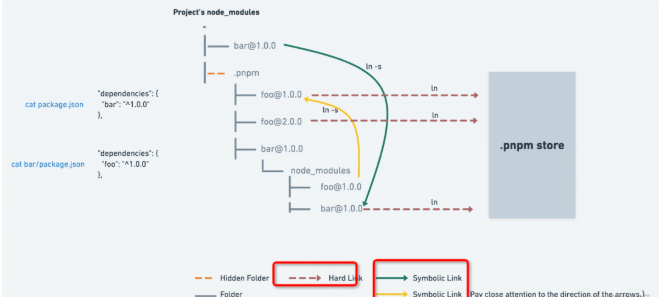 Project's node_modules
bar@1.0.0
ln -s
.pnpm
foo@1.0.0
ln
ln -s
cat package.json
"dependencies": {
"bar": "^1.0.0"
},
foo@2.0.0
ln
.pnpm store
bar@1.0.0
cat bar/package.json
"dependencies": {
"foo": "^1.0.0"
},
node_modules
foo@1.0.0
bar@1.0.0
ln
Hidden Folder
Hard Link
Symbolic Link
Folder
Symbolic Link
Pay close attention to the direction of the arrows.)